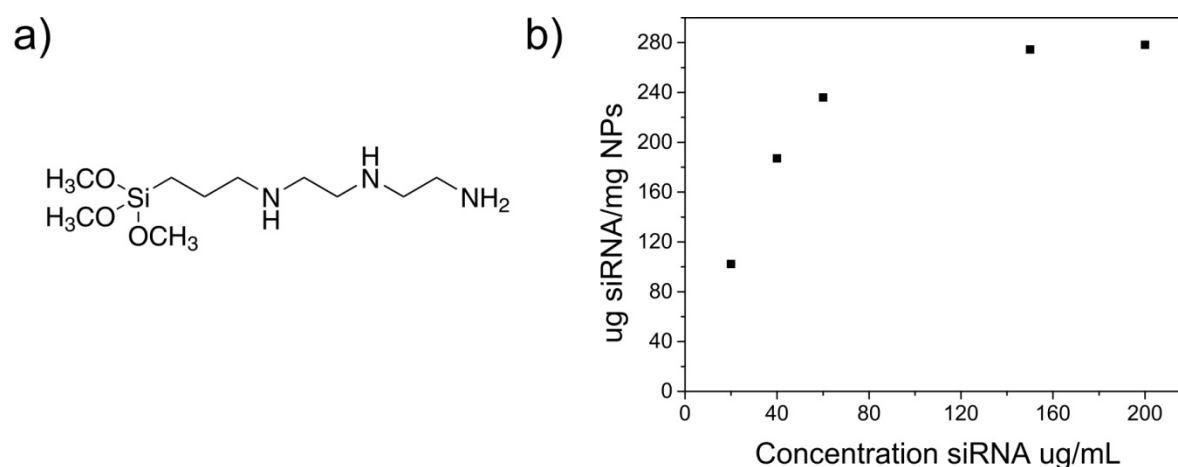 a)
H₃CO
Si
H₃CO
OCH₃
N
H
H
N
NH₂
b)
ug siRNA/mg NPs
280
240
200
160
120
80
40
0
0
40
80
120
160
200
Concentration siRNA ug/mL